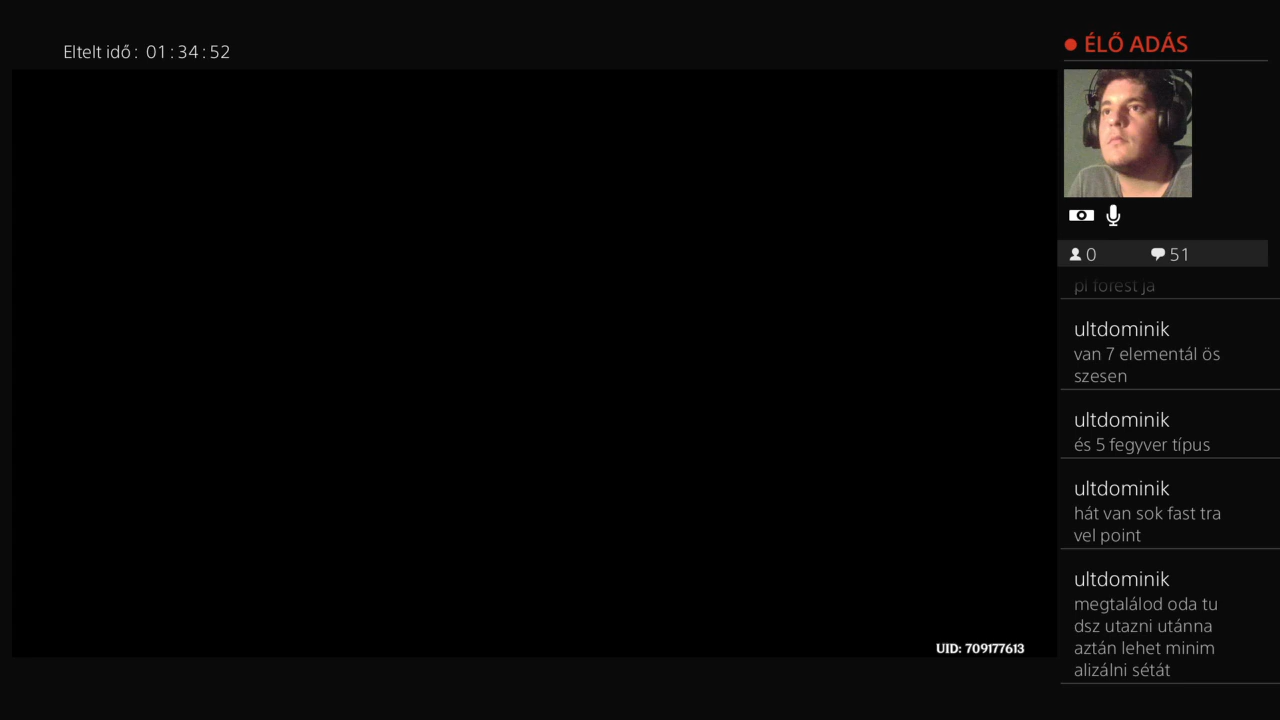 Eltelt idő : 01 : 34 : 52
ÉLŐ ADÁS
0 51
pl forest ja
ultdominik
van 7 elementál ös
szesen
ultdominik
és 5 fegyver típus
ultdominik
hát van sok fast tra
vel point
ultdominik
megtalálod oda tu
dsz utazni utánna
aztán lehet minim
alizálni sétát
UID: 709177613